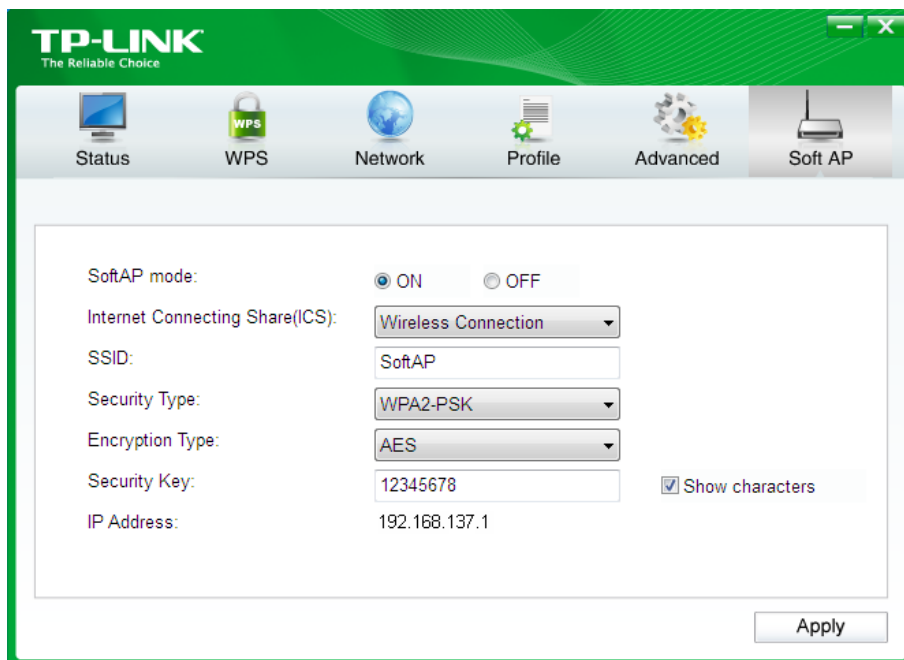 TP-LINK
The Reliable Choice
WPS
Status WPS Network Profile Advanced Soft AP
SoftAP mode: ON OFF
Internet Connecting Share(ICS): Wireless Connection
SSID: SoftAP
Security Type: WPA2-PSK
Encryption Type: AES
Security Key: 12345678 Show characters
IP Address: 192.168.137.1
Apply